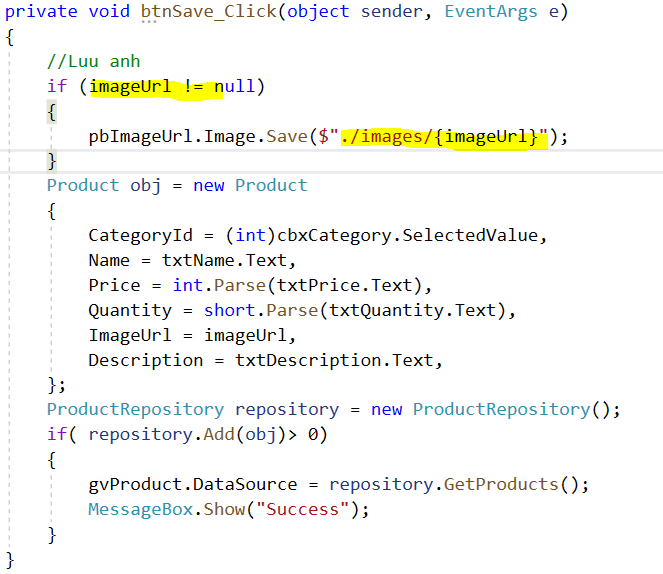 private void btnSave_Click(object sender, EventArgs e)
{
//Luu anh
if (imageUrl != null)
{
pbImageUrl.Image.Save($"./images/{imageUrl}");
}
Product obj = new Product
{
CategoryId = (int)cbxCategory.SelectedValue,
Name = txtName.Text,
Price = int.Parse(txtPrice.Text),
Quantity = short.Parse(txtQuantity.Text),
ImageUrl = imageUrl,
Description = txtDescription.Text,
};
ProductRepository repository = new ProductRepository();
if( repository.Add(obj)> 0)
{
gvProduct.DataSource = repository.GetProducts();
MessageBox.Show("Success");
}
}